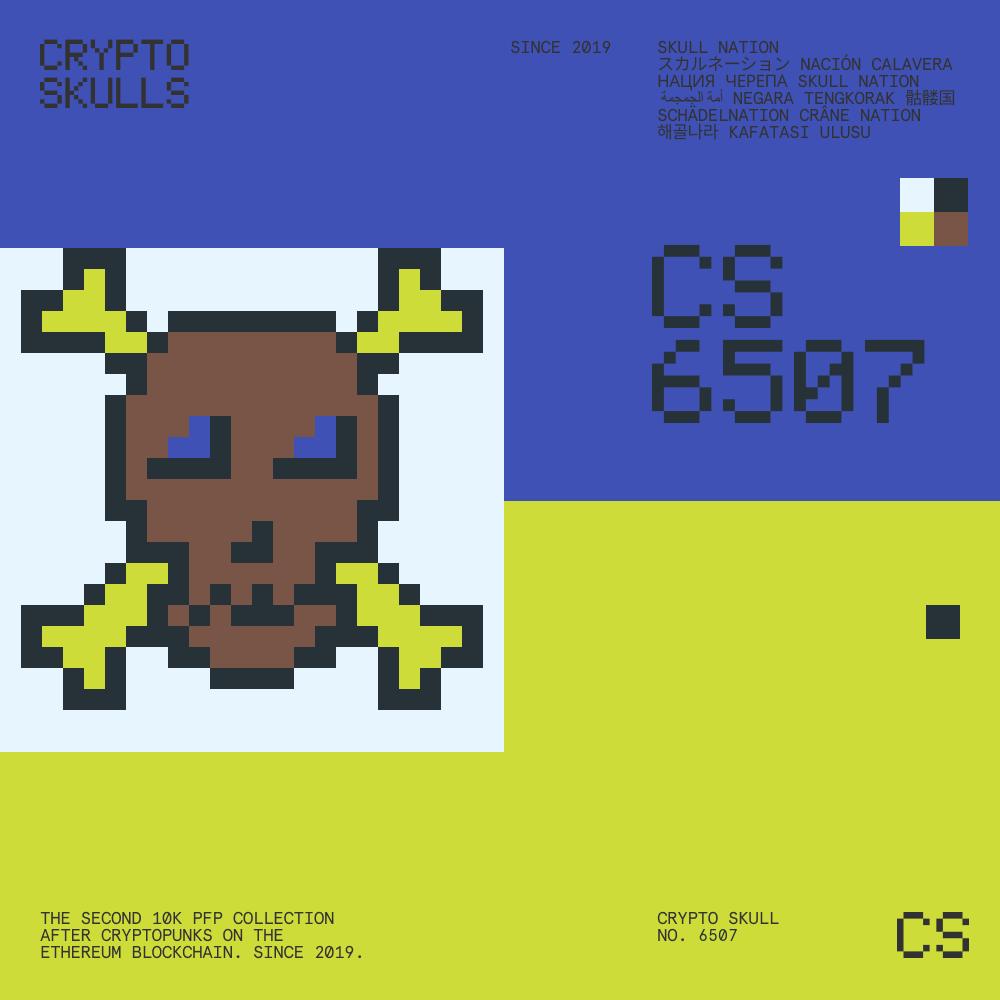 CRYPTO
SKULLS
SINCE 2019
SKULL NATION
スカルネーション NACIÓN CALAVERA
НАЦИЯ ЧЕРЕПА SKULL NATION
أمة الجمجمة NEGARA TENGKORAK 骷髅国
SCHÄDELNATION CRÂNE NATION
해골나라 KAFATASI ULUSU
CS
6507
THE SECOND 10K PFP COLLECTION
AFTER CRYPTOPUNKS ON THE
ETHEREUM BLOCKCHAIN. SINCE 2019.
CRYPTO SKULL
NO. 6507
CS